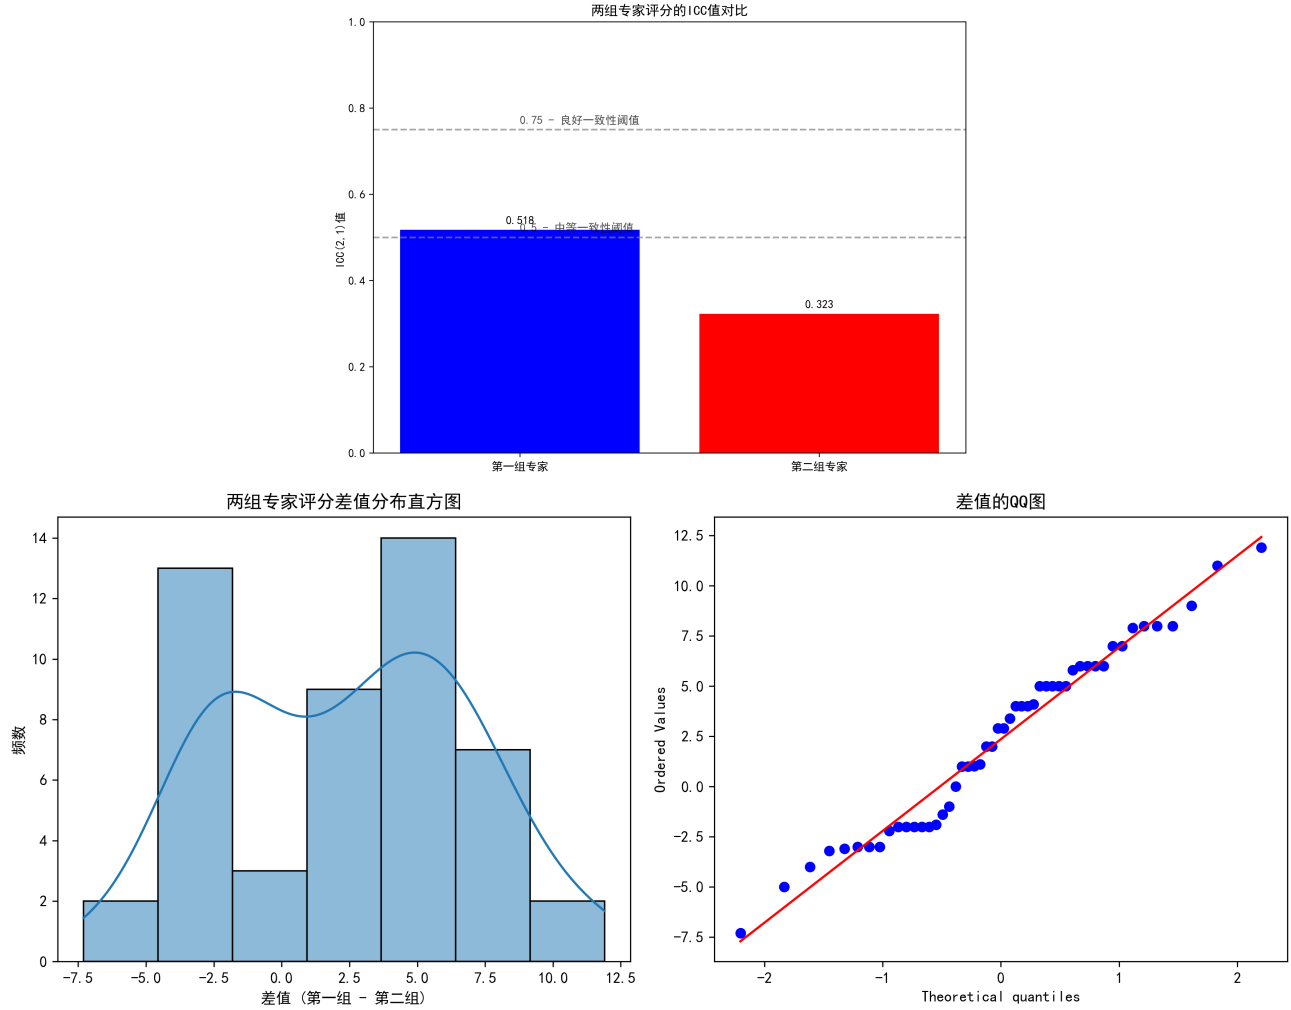 两组专家评分的ICC值对比
1.0
0.8
0.6
0.4
0.2
0.0
ICC(2,1)值
0.75 - 良好一致性阈值
0.518
0.5 - 中等一致性阈值
0.323
第一组专家
第二组专家
两组专家评分差值分布直方图
14
12
10
8
6
4
2
0
频数
−7.5 −5.0 −2.5 0.0 2.5 5.0 7.5 10.0 12.5
差值 (第一组 - 第二组)
差值的QQ图
12.5
10.0
7.5
5.0
2.5
0.0
−2.5
−5.0
−7.5
Ordered Values
−2 −1 0 1 2
Theoretical quantiles